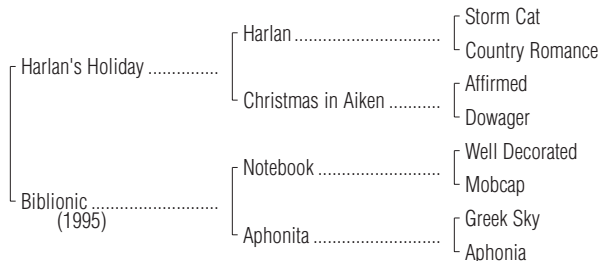 Storm Cat
Harlan..............................
Country Romance
Harlan's Holiday ...............
Affirmed
Christmas in Aiken ...........
Dowager
Well Decorated
Notebook .........................
Mobcap
Biblionic...........................
(1995)
Greek Sky
Aphonita ..........................
Aphonia